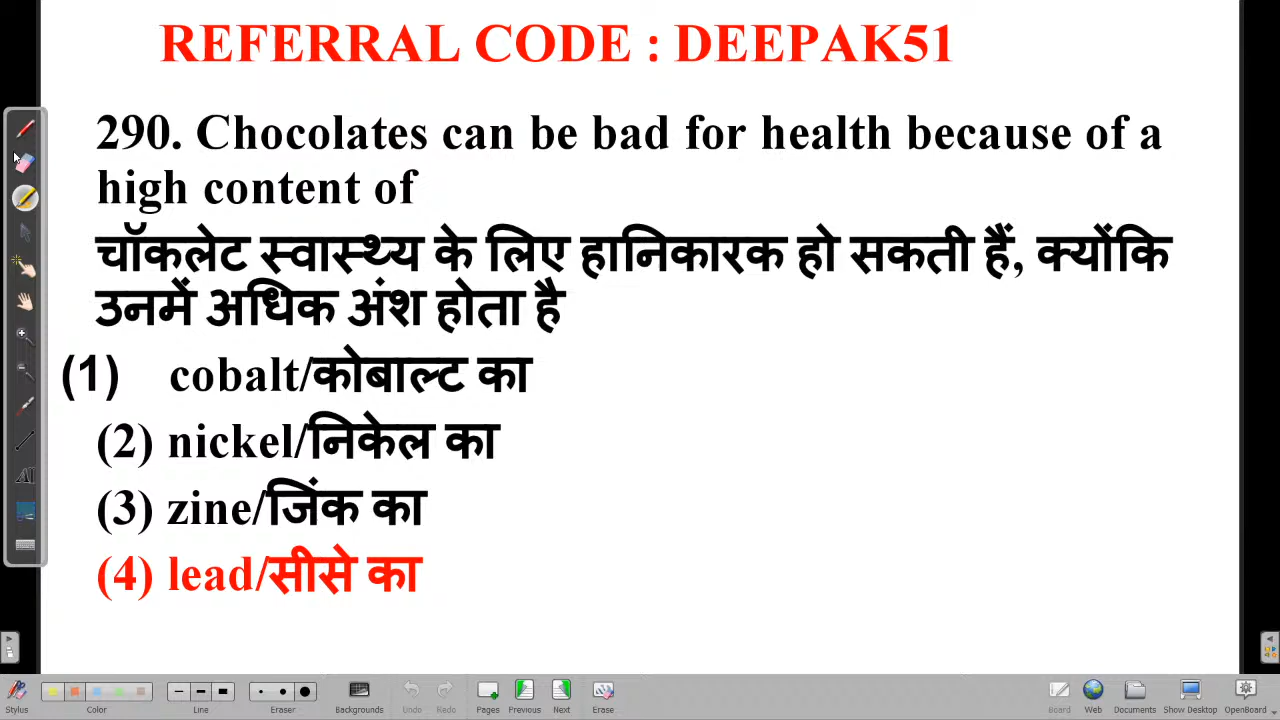 REFERRAL CODE : DEEPAK51
290. Chocolates can be bad for health because of a
high content of
चॉकलेट स्वास्थ्य के लिए हानिकारक हो सकती हैं, क्योंकि
उनमें अधिक अंश होता है
(1) cobalt/कोबाल्ट का
(2) nickel/निकेल का
(3) zine/जिंक का
(4) lead/सीसे का
Stylus Color Line Eraser Backgrounds Undo Redo Pages Previous Next Erase Board Web Documents Show Desktop OpenBoard